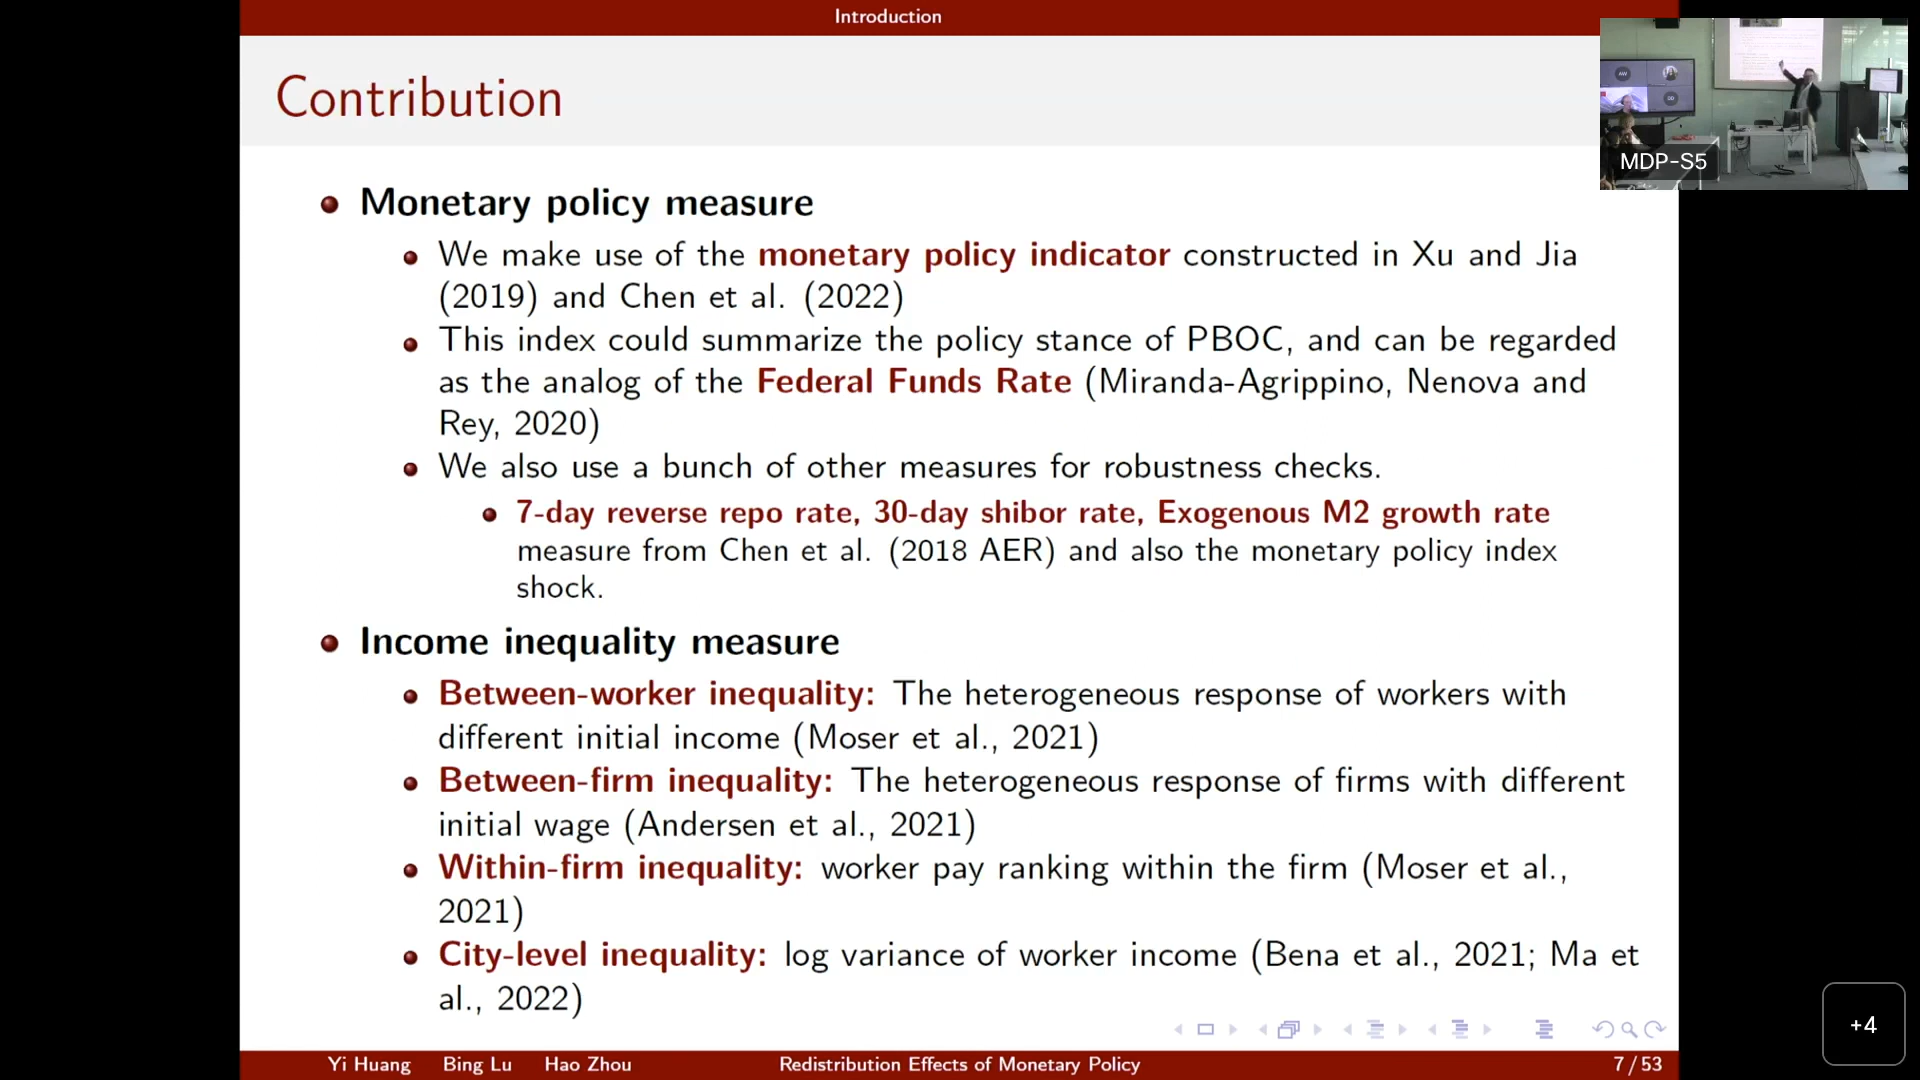 Introduction
Contribution
Monetary policy measure
We make use of the monetary policy indicator constructed in Xu and Jia
(2019) and Chen et al. (2022)
This index could summarize the policy stance of PBOC, and can be regarded
as the analog of the Federal Funds Rate (Miranda-Agrippino, Nenova and
Rey, 2020)
We also use a bunch of other measures for robustness checks.
7-day reverse repo rate, 30-day shibor rate, Exogenous M2 growth rate
measure from Chen et al. (2018 AER) and also the monetary policy index
shock.
Income inequality measure
Between-worker inequality: The heterogeneous response of workers with
different initial income (Moser et al., 2021)
Between-firm inequality: The heterogeneous response of firms with different
initial wage (Andersen et al., 2021)
Within-firm inequality: worker pay ranking within the firm (Moser et al.,
2021)
City-level inequality: log variance of worker income (Bena et al., 2021; Ma et
al., 2022)
Yi Huang Bing Lu Hao Zhou Redistribution Effects of Monetary Policy 7 / 53
MDP-S5
+4